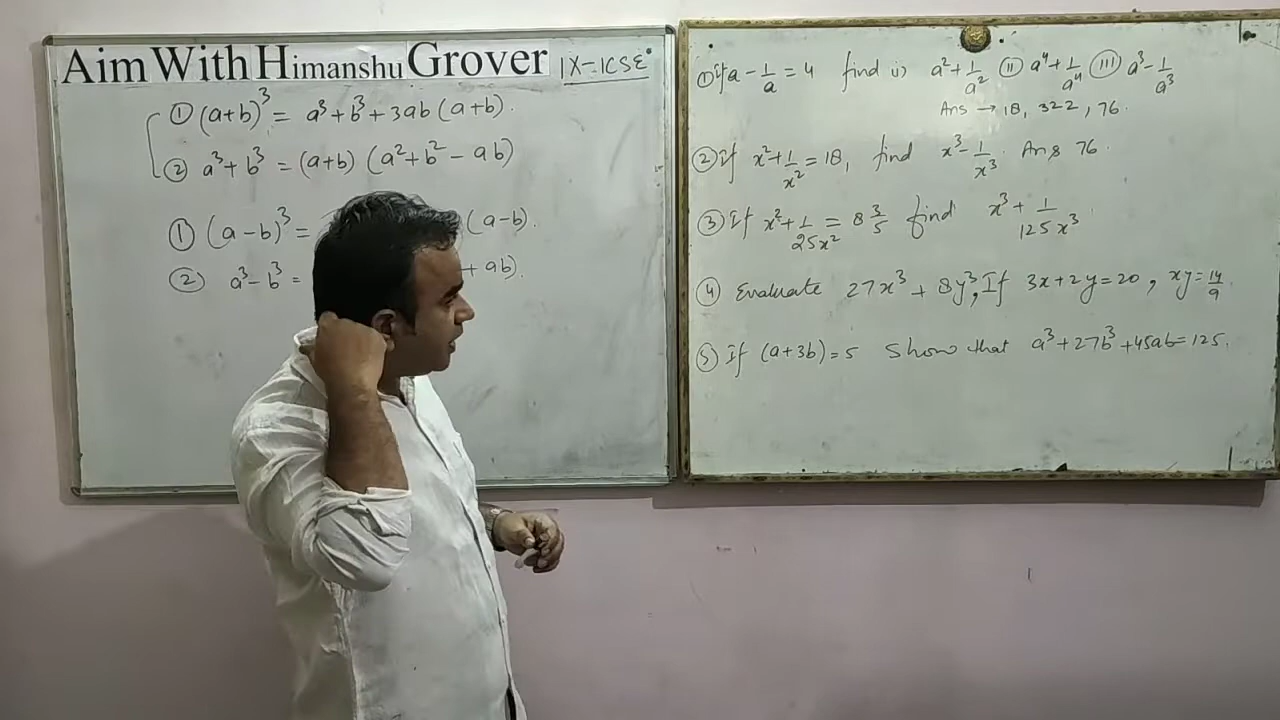 Aim With Himanshu Grover IX-ICSE
① (a+b)³ = a³+b³+3ab(a+b).
② a³+b³ = (a+b) (a²+b²-ab)
① (a-b)³ = (a-b).
② a³-b³ = +ab).
① If a - 1/a = 4 find i) a²+1/a² (ii) a⁴+1/a⁴ (iii) a³-1/a³
Ans → 18, 322, 76.
② If x²+1/x² = 18, find x³-1/x³. Ans 76.
③ If x²+1/25x² = 8 3/5 find x³+1/125x³.
④ Evaluate 27x³ + 8y³, If 3x+2y=20, xy=14/9
⑤ If (a+3b)=5 Show that a³+27b³+45ab=125.